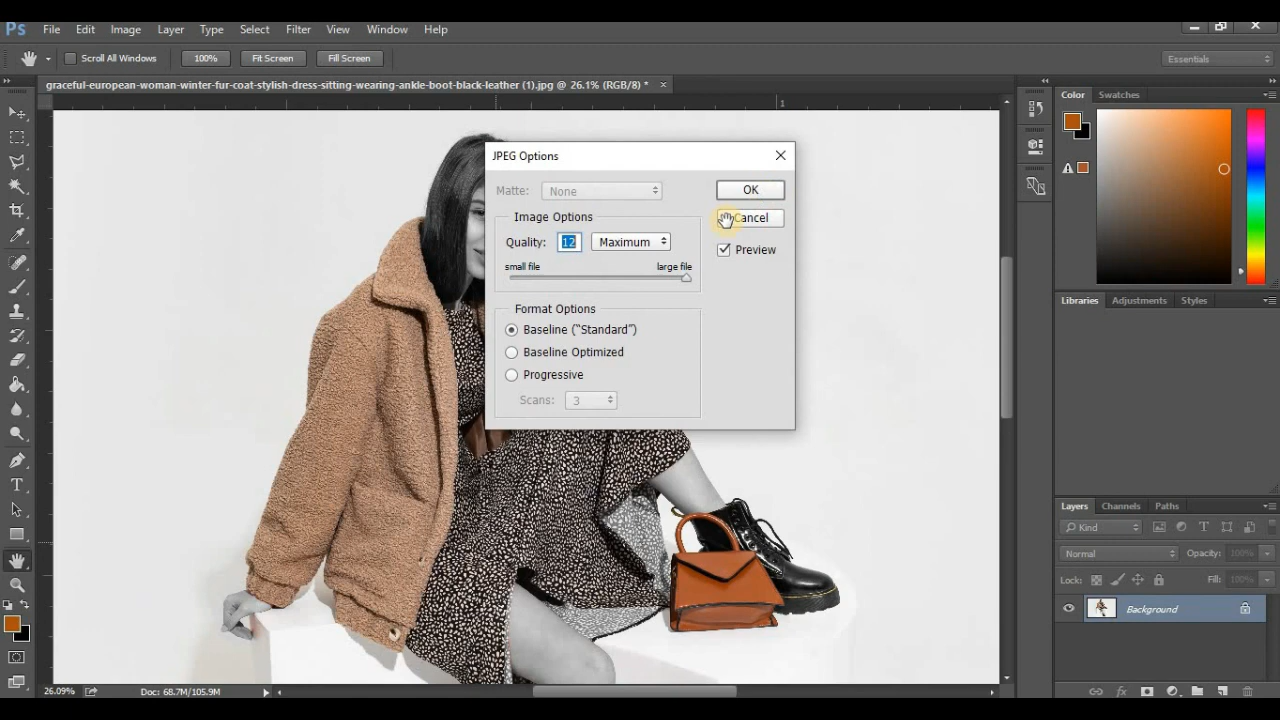 Ps File Edit Image Layer Type Select Filter View Window Help
Scroll All Windows 100% Fit Screen Fill Screen Essentials
graceful-european-woman-winter-fur-coat-stylish-dress-sitting-wearing-ankle-boot-black-leather (1).jpg @ 26.1% (RGB/8) *
1
Color Swatches
JPEG Options
Matte: None
OK
Image Options
Cancel
Quality: 12 Maximum
Preview
small file large file
Format Options
Baseline (“Standard”)
Baseline Optimized
Progressive
Scans: 3
Libraries Adjustments Styles
Layers Channels Paths
Kind
Normal Opacity: 100%
Lock: Fill: 100%
Background
26.09% Doc: 68.7M/105.9M